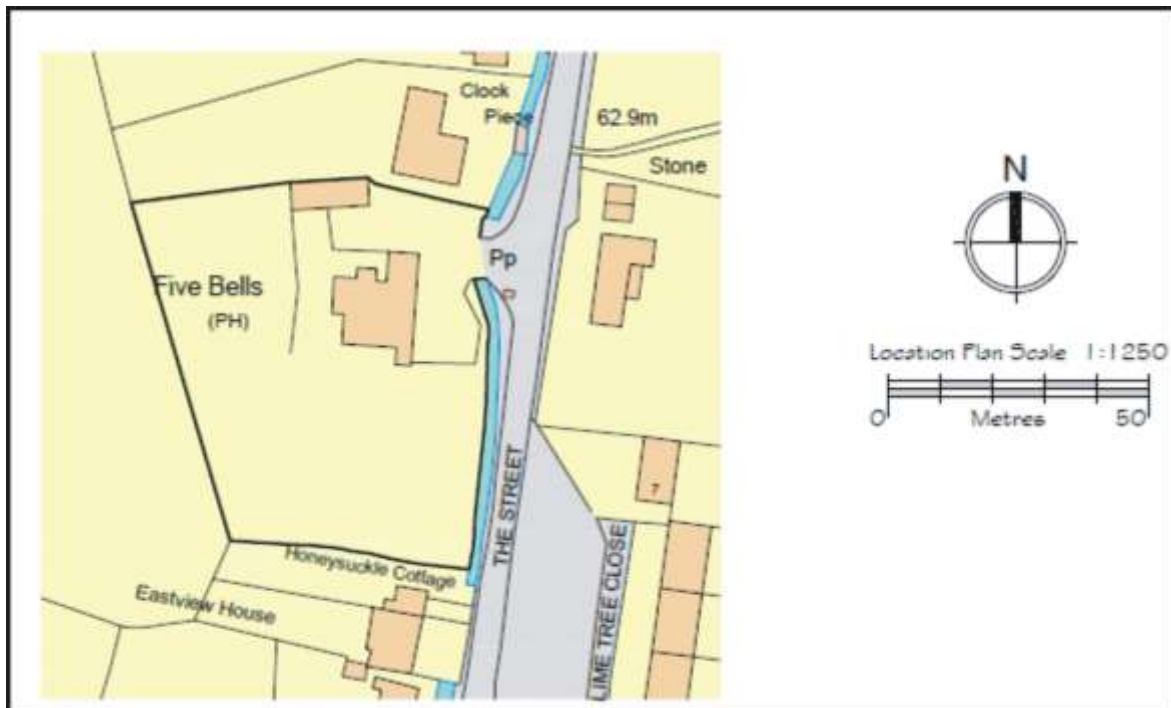 Clock
Piece
62.9m
Stone
Pp
Five Bells
(PH)
THE STREET
7
LIME TREE CLOSE
Honeysuckle Cottage
Eastview House
N
Location Plan Scale 1:1250
0 Metres 50